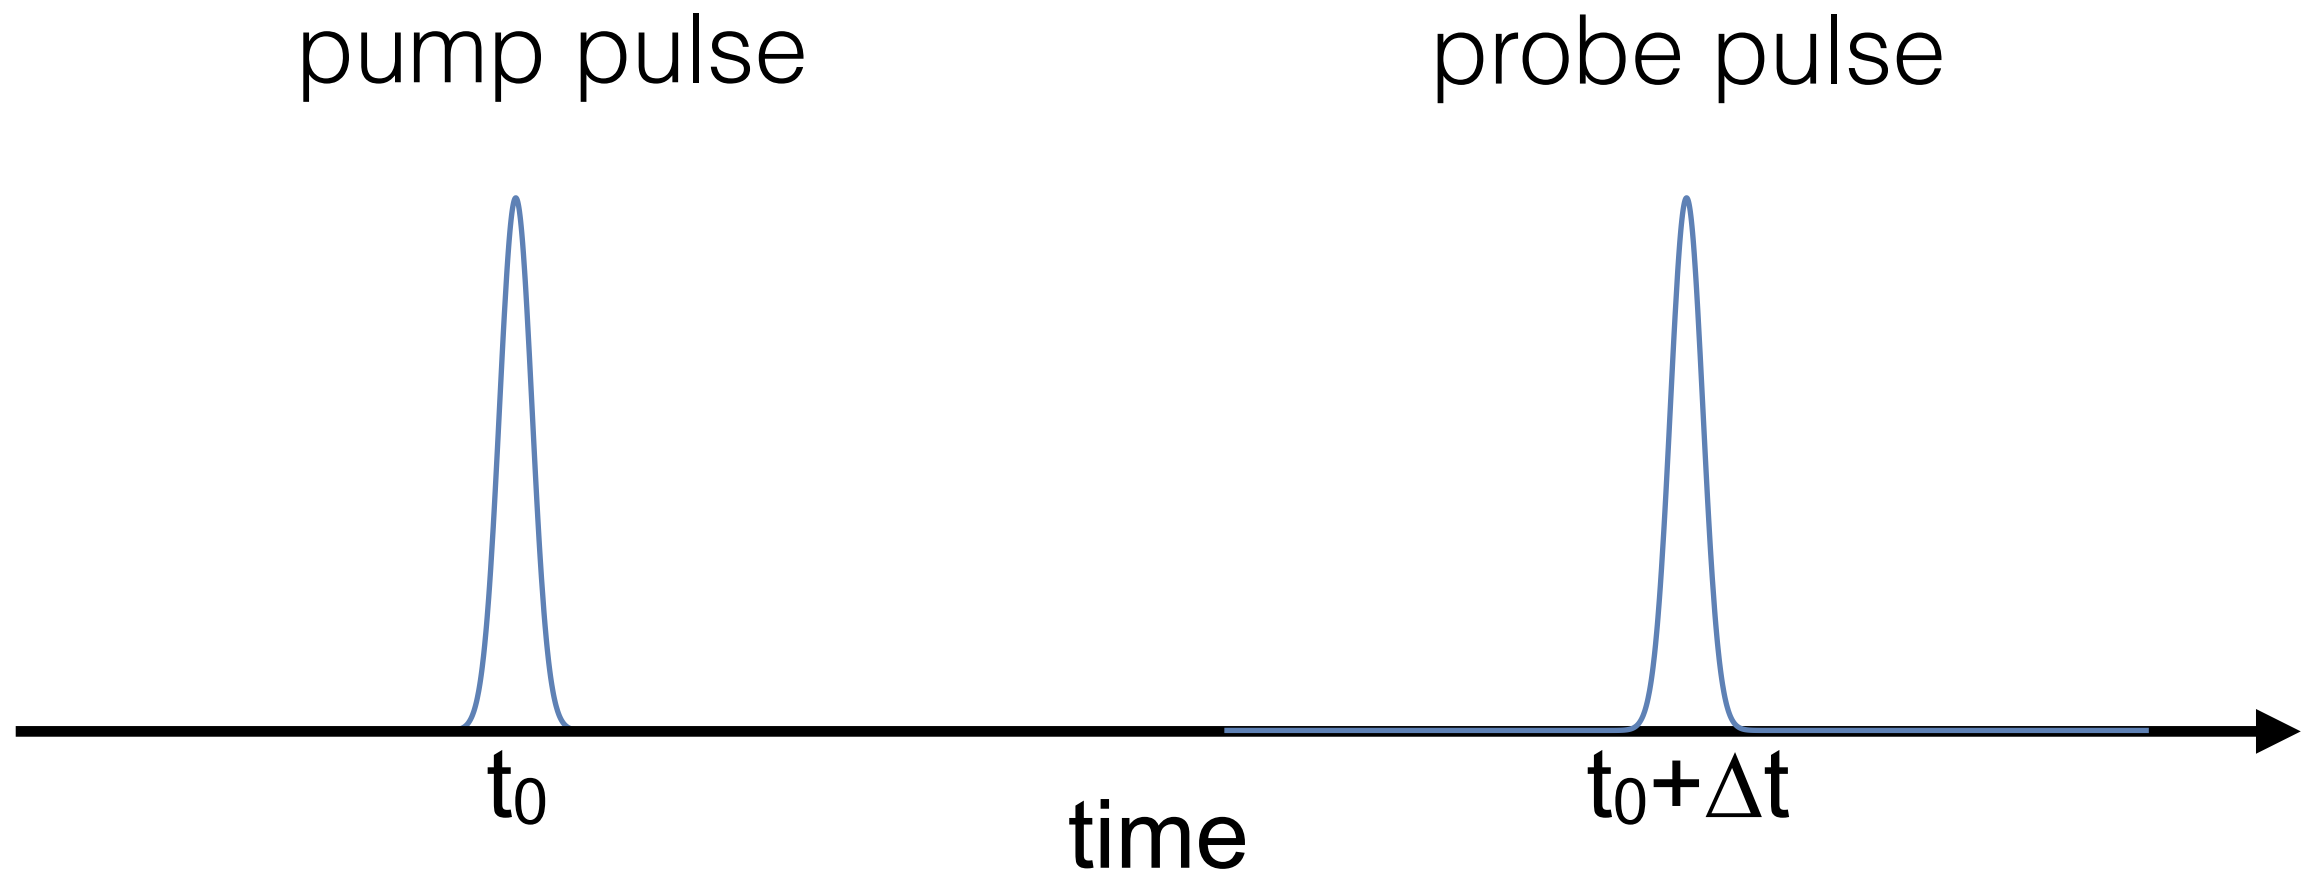 pump pulse
probe pulse
t₀
t₀+Δt
time